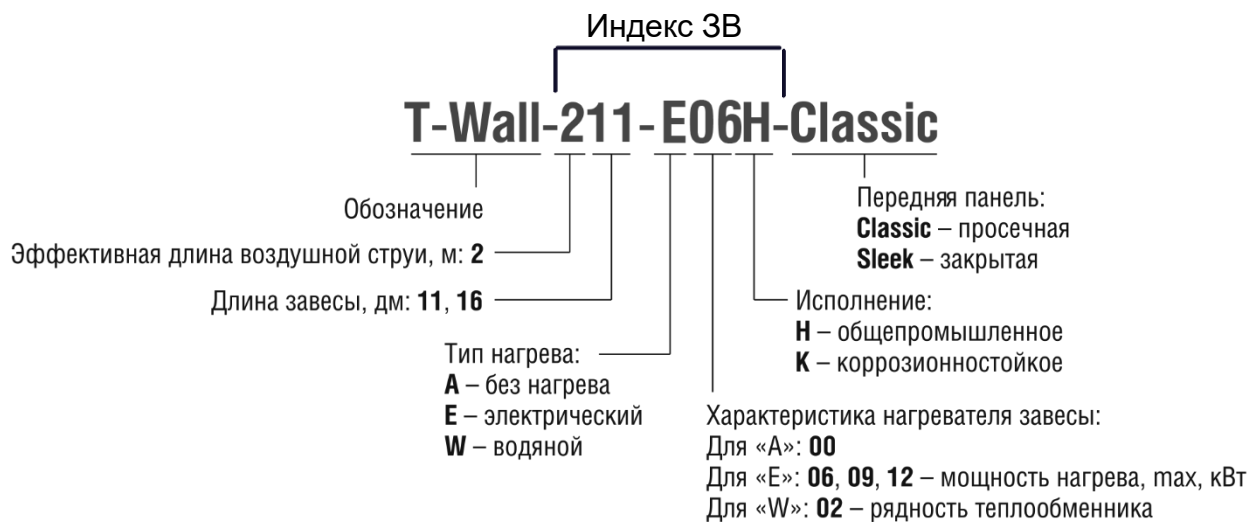 Индекс ЗВ
T-Wall-211-E06H-Classic
Обозначение
Эффективная длина воздушной струи, м: 2
Длина завесы, дм: 11, 16
Тип нагрева:
A – без нагрева
E – электрический
W – водяной
Передняя панель:
Classic – просечная
Sleek – закрытая
Исполнение:
H – общепромышленное
K – коррозионностойкое
Характеристика нагревателя завесы:
Для «A»: 00
Для «E»: 06, 09, 12 – мощность нагрева, max, кВт
Для «W»: 02 – рядность теплообменника